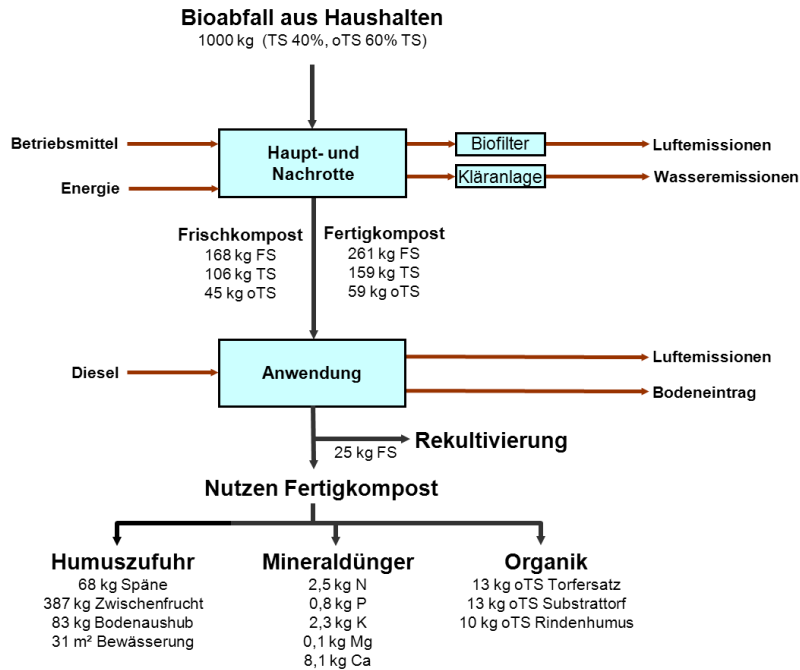 Bioabfall aus Haushalten
1000 kg (TS 40%, oTS 60% TS)
Betriebsmittel
Energie
Haupt- und
Nachrotte
Biofilter
Kläranlage
Luftemissionen
Wasseremissionen
Frischkompost
168 kg FS
106 kg TS
45 kg oTS
Fertigkompost
261 kg FS
159 kg TS
59 kg oTS
Diesel
Anwendung
Luftemissionen
Bodeneintrag
25 kg FS
Rekultivierung
Nutzen Fertigkompost
Humuszufuhr
68 kg Späne
387 kg Zwischenfrucht
83 kg Bodenaushub
31 m² Bewässerung
Mineraldünger
2,5 kg N
0,8 kg P
2,3 kg K
0,1 kg Mg
8,1 kg Ca
Organik
13 kg oTS Torfersatz
13 kg oTS Substrattorf
10 kg oTS Rindenhumus